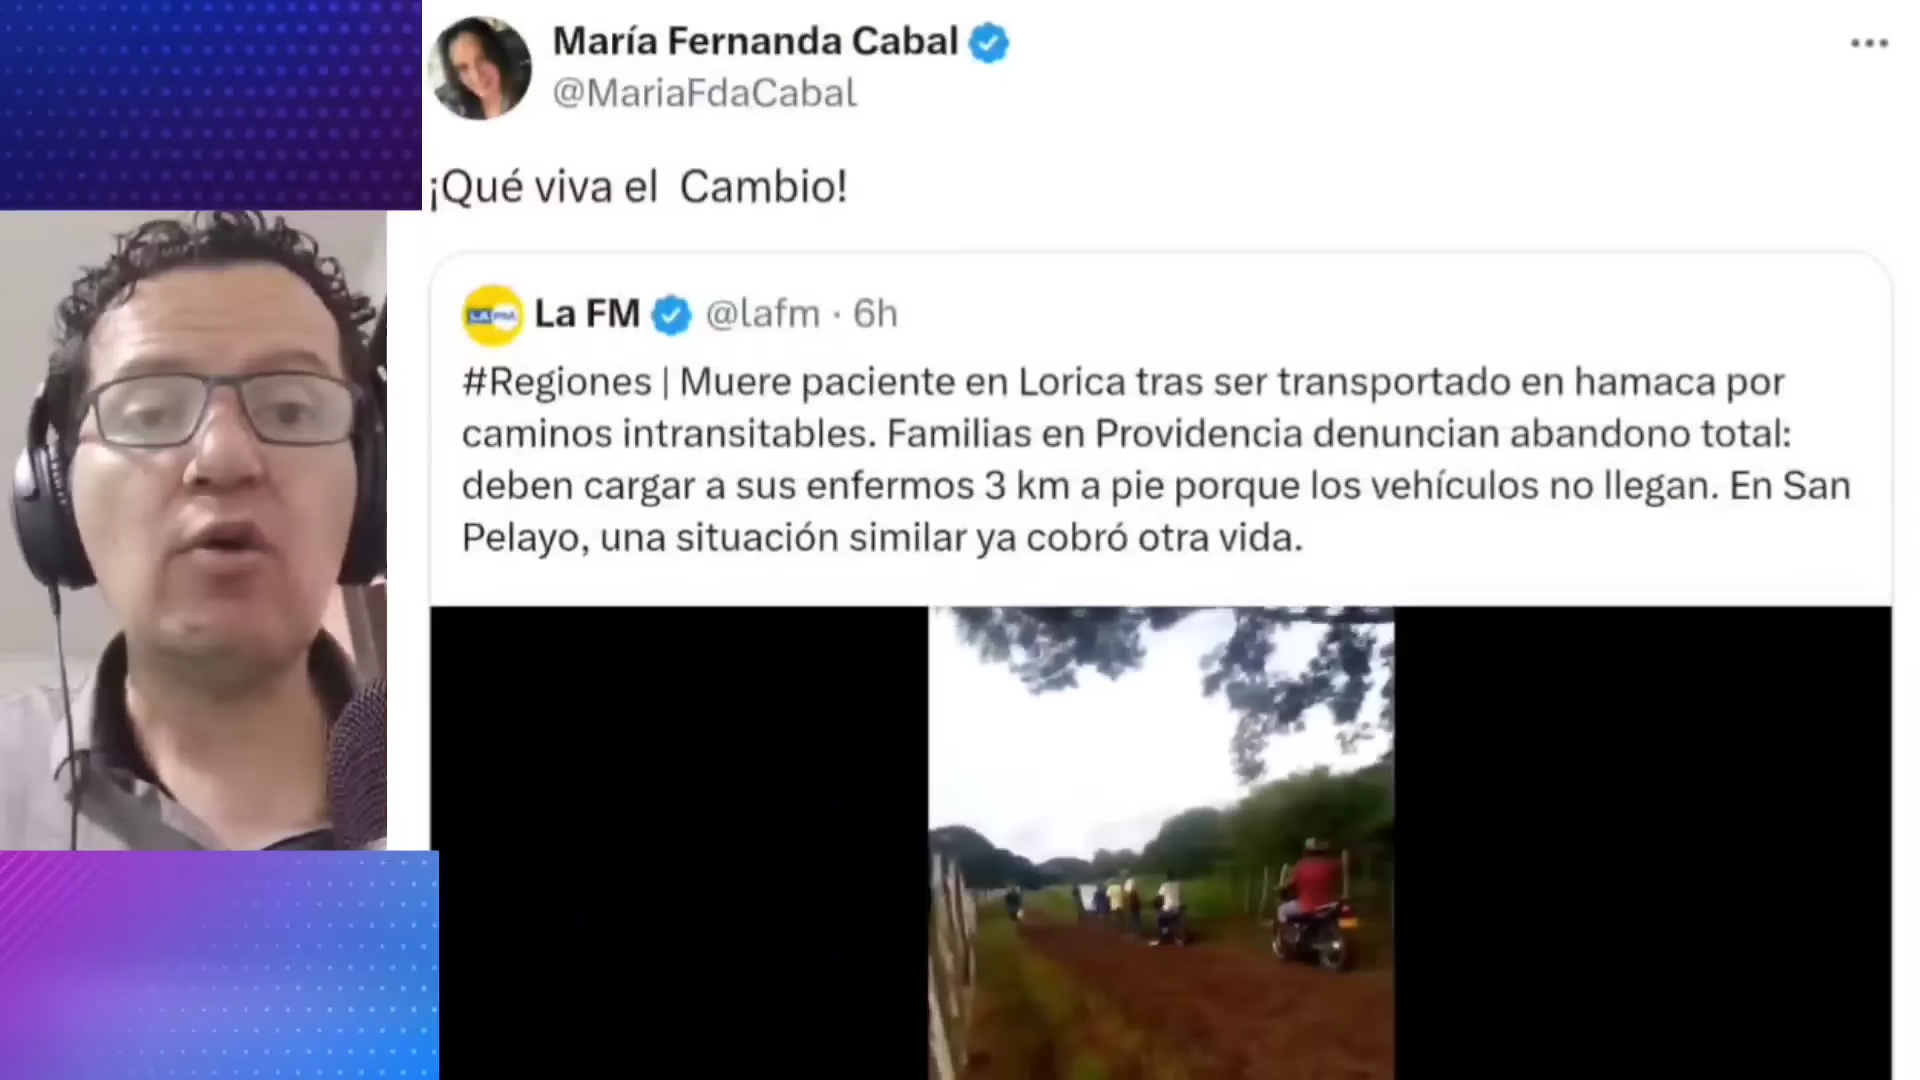 María Fernanda Cabal
@MariaFdaCabal
¡Qué viva el Cambio!
LA FM
La FM @lafm · 6h
#Regiones | Muere paciente en Lorica tras ser transportado en hamaca por
caminos intransitables. Familias en Providencia denuncian abandono total:
deben cargar a sus enfermos 3 km a pie porque los vehículos no llegan. En San
Pelayo, una situación similar ya cobró otra vida.